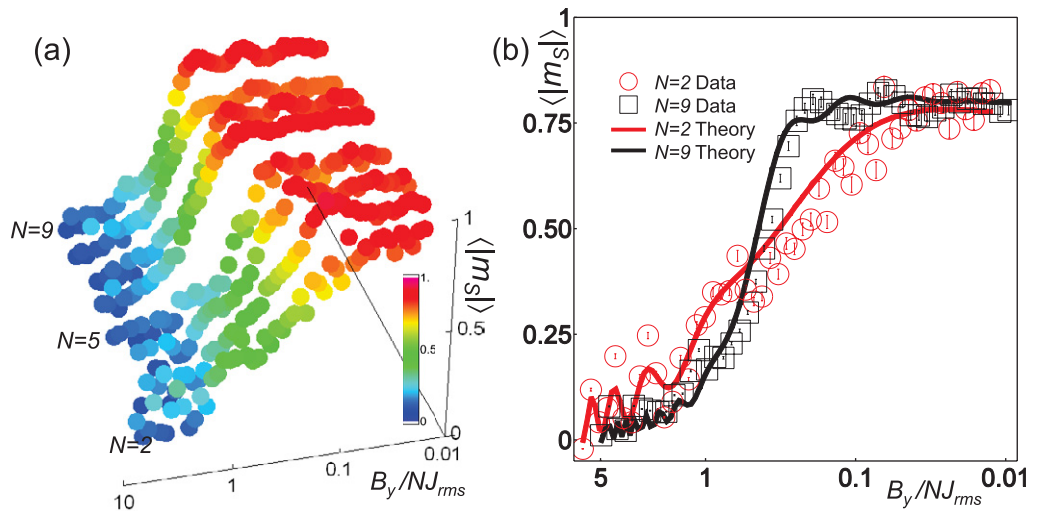 (a)
N=9
N=5
N=2
10
1
0.1
0.01
B_y/NJ_rms
1
0.5
0
⟨|m_s|⟩
1.
0.5
0
(b)
⟨|m_S|⟩
1
0.75
0.50
0.25
0
N=2 Data
N=9 Data
N=2 Theory
N=9 Theory
5
1
0.1
0.01
B_y/NJ_rms